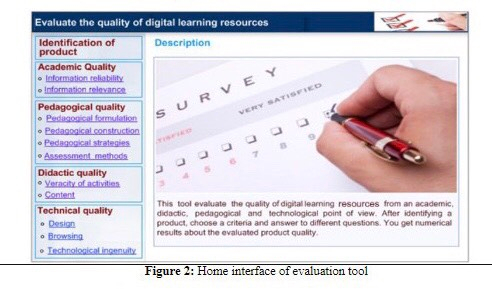 Evaluate the quality of digital learning resources
Identification of
product
Academic Quality
Information reliability
Information relevance
Pedagogical quality
Pedagogical formulation
Pedagogical construction
Pedagogical strategies
Assessment methods
Didactic quality
Veracity of activities
Content
Technical quality
Design
Browsing
Technological ingenuity
Description
SURVEY
VERY SATISFIED
TISFIED
3 4 5 6 7 8 9
This tool evaluate the quality of digital learning resources from an academic,
didactic, pedagogical and technological point of view. After identifying a
product, choose a criteria and answer to different questions. You get numerical
results about the evaluated product quality.
Figure 2: Home interface of evaluation tool